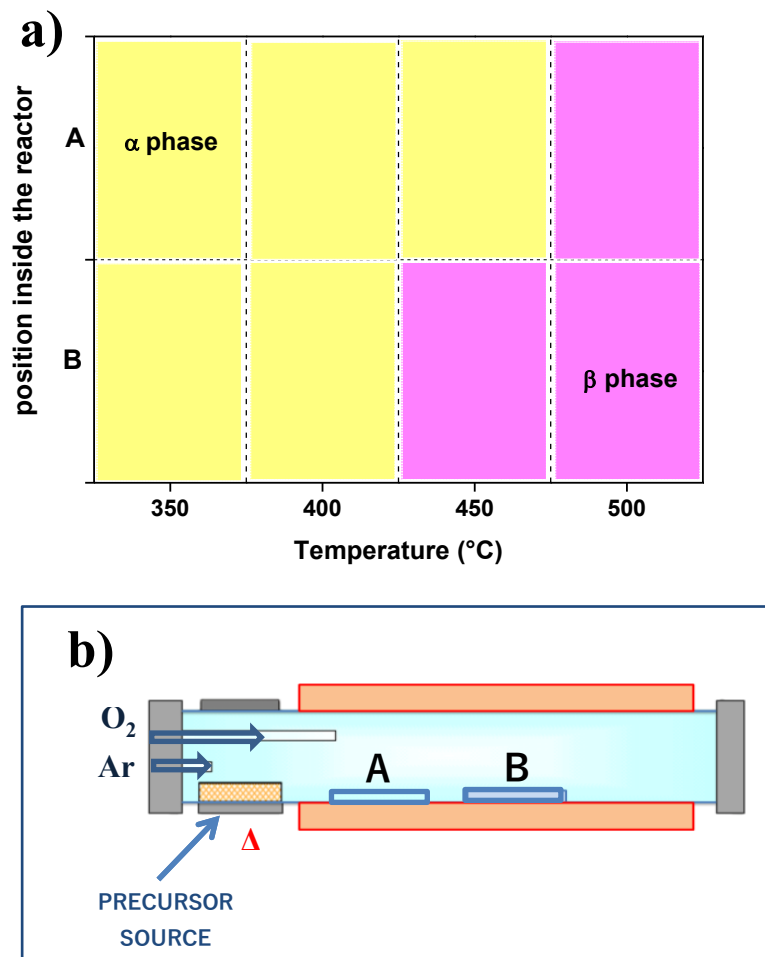 a)
position inside the reactor
A
B
α phase
β phase
350 400 450 500
Temperature (°C)
b)
O₂
Ar
A
B
Δ
PRECURSOR
SOURCE